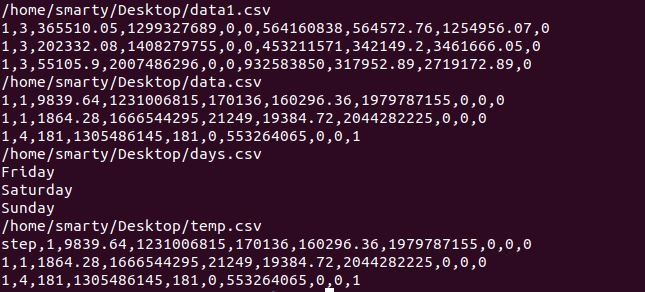 /home/smarty/Desktop/data1.csv
1,3,365510.05,1299327689,0,0,564160838,564572.76,1254956.07,0
1,3,202332.08,1408279755,0,0,453211571,342149.2,3461666.05,0
1,3,55105.9,2007486296,0,0,932583850,317952.89,2719172.89,0
/home/smarty/Desktop/data.csv
1,1,9839.64,1231006815,170136,160296.36,1979787155,0,0,0
1,1,1864.28,1666544295,21249,19384.72,2044282225,0,0,0
1,4,181,1305486145,181,0,553264065,0,0,1
/home/smarty/Desktop/days.csv
Friday
Saturday
Sunday
/home/smarty/Desktop/temp.csv
step,1,9839.64,1231006815,170136,160296.36,1979787155,0,0,0
1,1,1864.28,1666544295,21249,19384.72,2044282225,0,0,0
1,4,181,1305486145,181,0,553264065,0,0,1